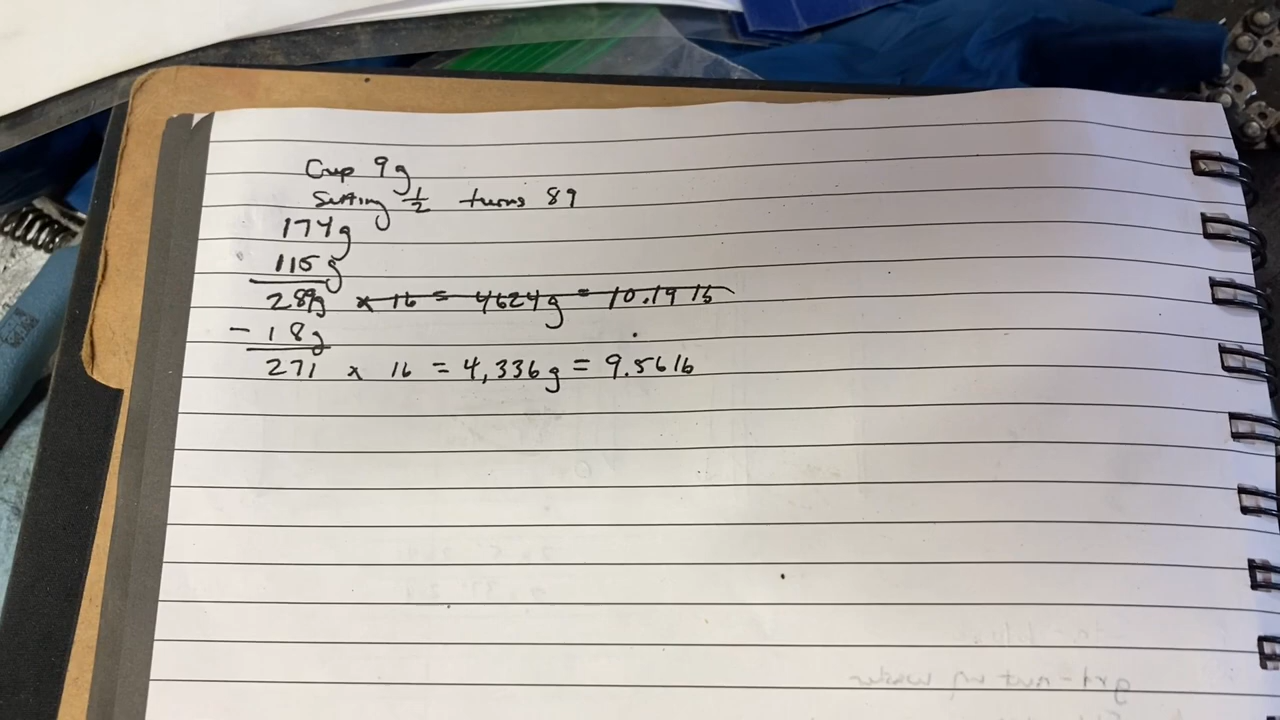 Cup 9g
Setting 1/2 turns 89
174g
115g
289g x 16 = 4624g = 10.19 lb
- 18g
271 x 16 = 4,336g = 9.56 lb